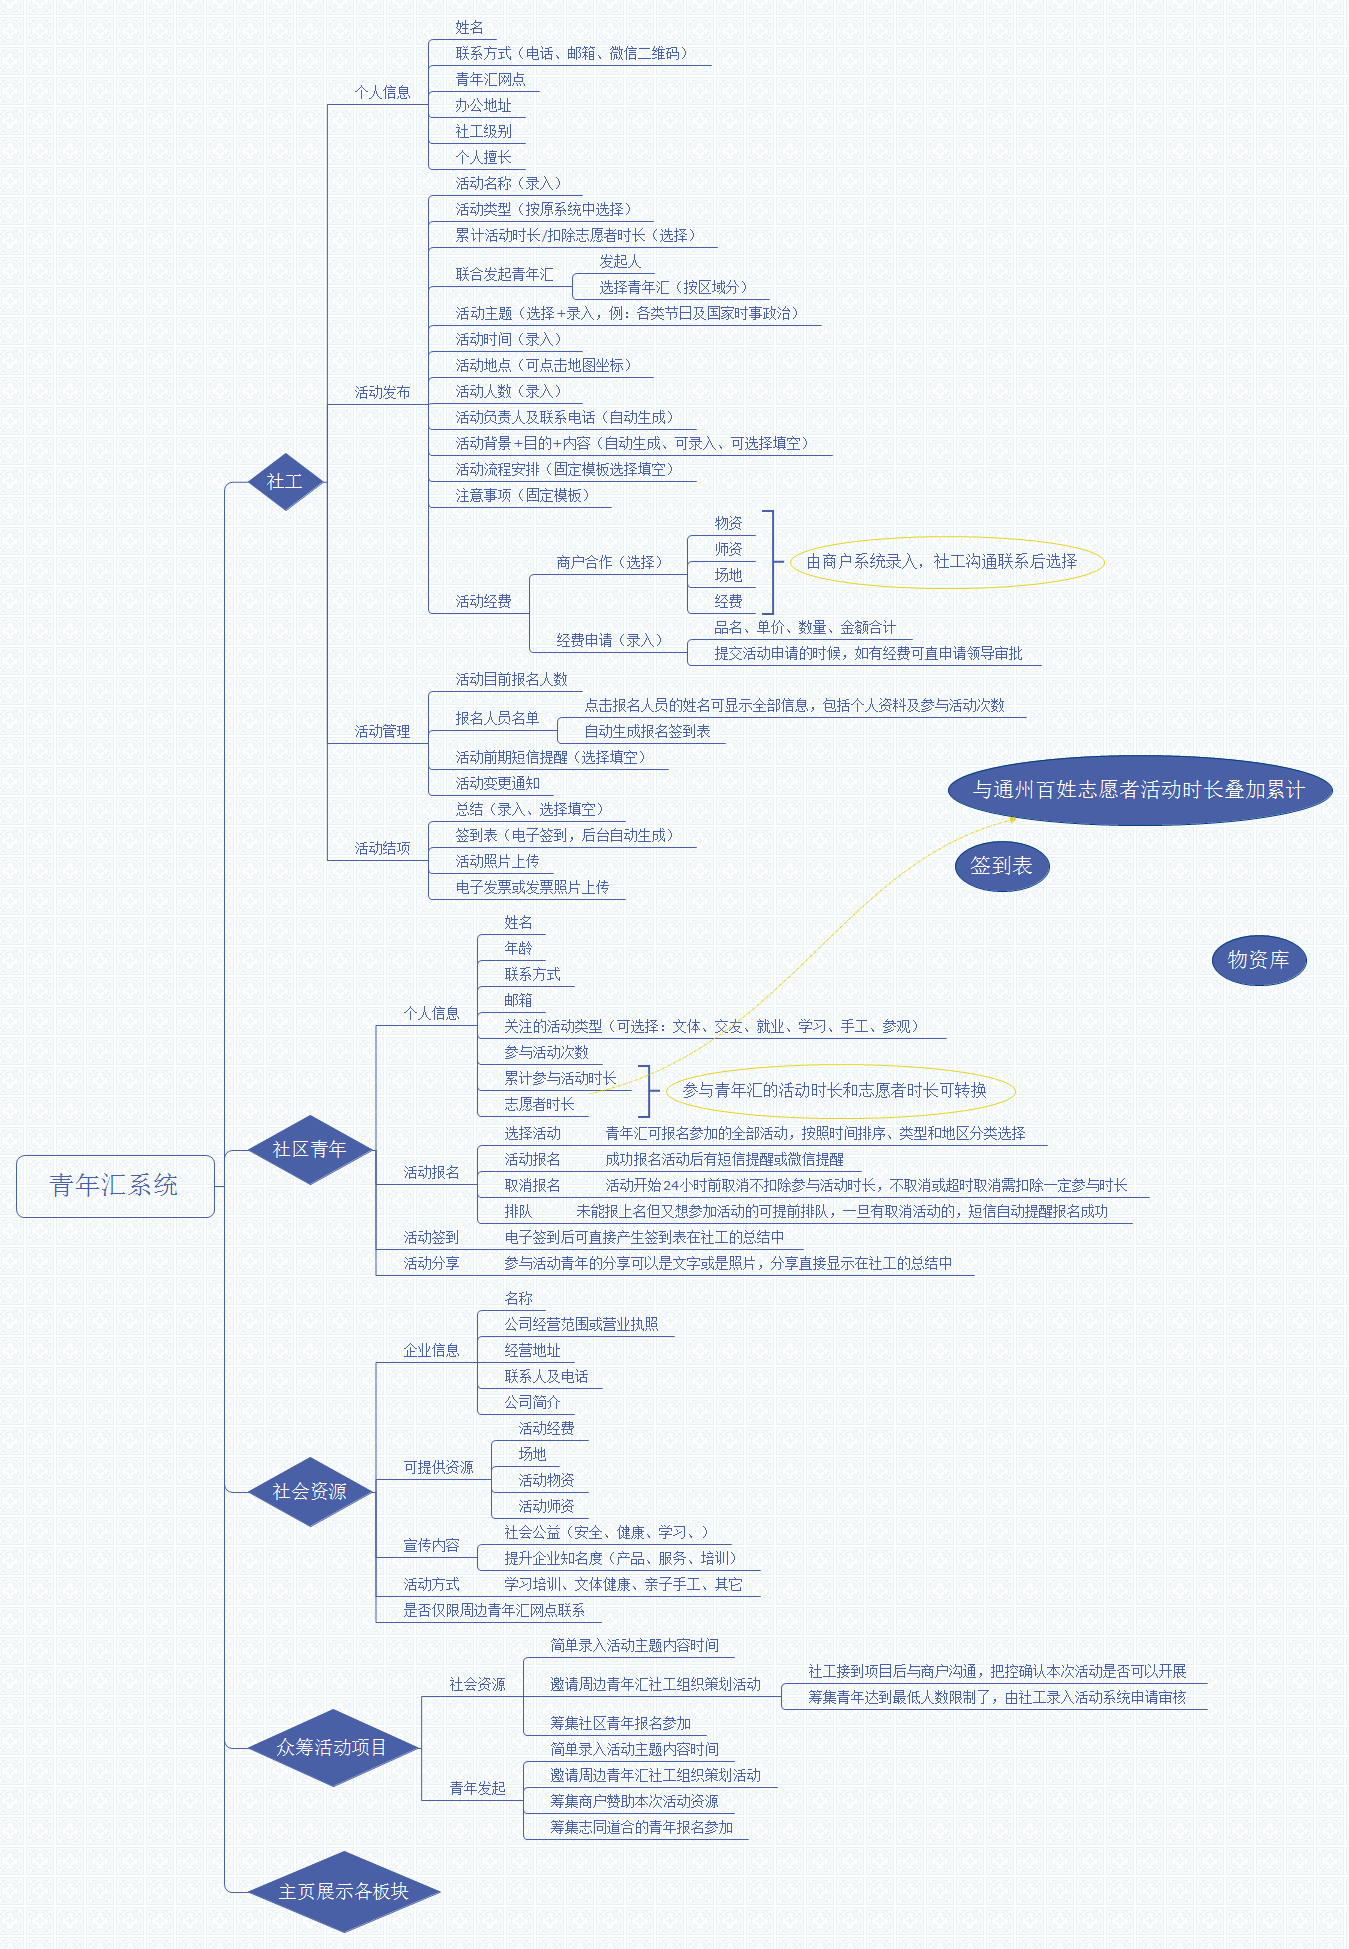 青年汇系统
社工
个人信息
姓名
联系方式（电话、邮箱、微信二维码）
青年汇网点
办公地址
社工级别
个人擅长
活动发布
活动名称（录入）
活动类型（按原系统中选择）
累计活动时长/扣除志愿者时长（选择）
联合发起青年汇
发起人
选择青年汇（按区域分）
活动主题（选择+录入，例：各类节日及国家时事政治）
活动时间（录入）
活动地点（可点击地图坐标）
活动人数（录入）
活动负责人及联系电话（自动生成）
活动背景+目的+内容（自动生成、可录入、可选择填空）
活动流程安排（固定模板选择填空）
注意事项（固定模板）
活动经费
商户合作（选择）
物资
师资
场地
经费
由商户系统录入，社工沟通联系后选择
经费申请（录入）
品名、单价、数量、金额合计
提交活动申请的时候，如有经费可直申请领导审批
活动管理
活动目前报名人数
报名人员名单
点击报名人员的姓名可显示全部信息，包括个人资料及参与活动次数
自动生成报名签到表
活动前期短信提醒（选择填空）
活动变更通知
活动结项
总结（录入、选择填空）
签到表（电子签到，后台自动生成）
活动照片上传
电子发票或发票照片上传
与通州百姓志愿者活动时长叠加累计
签到表
物资库
社区青年
个人信息
姓名
年龄
联系方式
邮箱
关注的活动类型（可选择：文体、交友、就业、学习、手工、参观）
参与活动次数
累计参与活动时长
志愿者时长
参与青年汇的活动时长和志愿者时长可转换
活动报名
选择活动
青年汇可报名参加的全部活动，按照时间排序、类型和地区分类选择
活动报名
成功报名活动后有短信提醒或微信提醒
取消报名
活动开始24小时前取消不扣除参与活动时长，不取消或超时取消需扣除一定参与时长
排队
未能报上名但又想参加活动的可提前排队，一旦有取消活动的，短信自动提醒报名成功
活动签到
电子签到后可直接产生签到表在社工的总结中
活动分享
参与活动青年的分享可以是文字或是照片，分享直接显示在社工的总结中
社会资源
企业信息
名称
公司经营范围或营业执照
经营地址
联系人及电话
公司简介
可提供资源
活动经费
场地
活动物资
活动师资
宣传内容
社会公益（安全、健康、学习、）
提升企业知名度（产品、服务、培训）
活动方式
学习培训、文体健康、亲子手工、其它
是否仅限周边青年汇网点联系
众筹活动项目
社会资源
简单录入活动主题内容时间
邀请周边青年汇社工组织策划活动
社工接到项目后与商户沟通，把控确认本次活动是否可以开展
筹集青年达到最低人数限制了，由社工录入活动系统申请审核
筹集社区青年报名参加
青年发起
简单录入活动主题内容时间
邀请周边青年汇社工组织策划活动
筹集商户赞助本次活动资源
筹集志同道合的青年报名参加
主页展示各板块